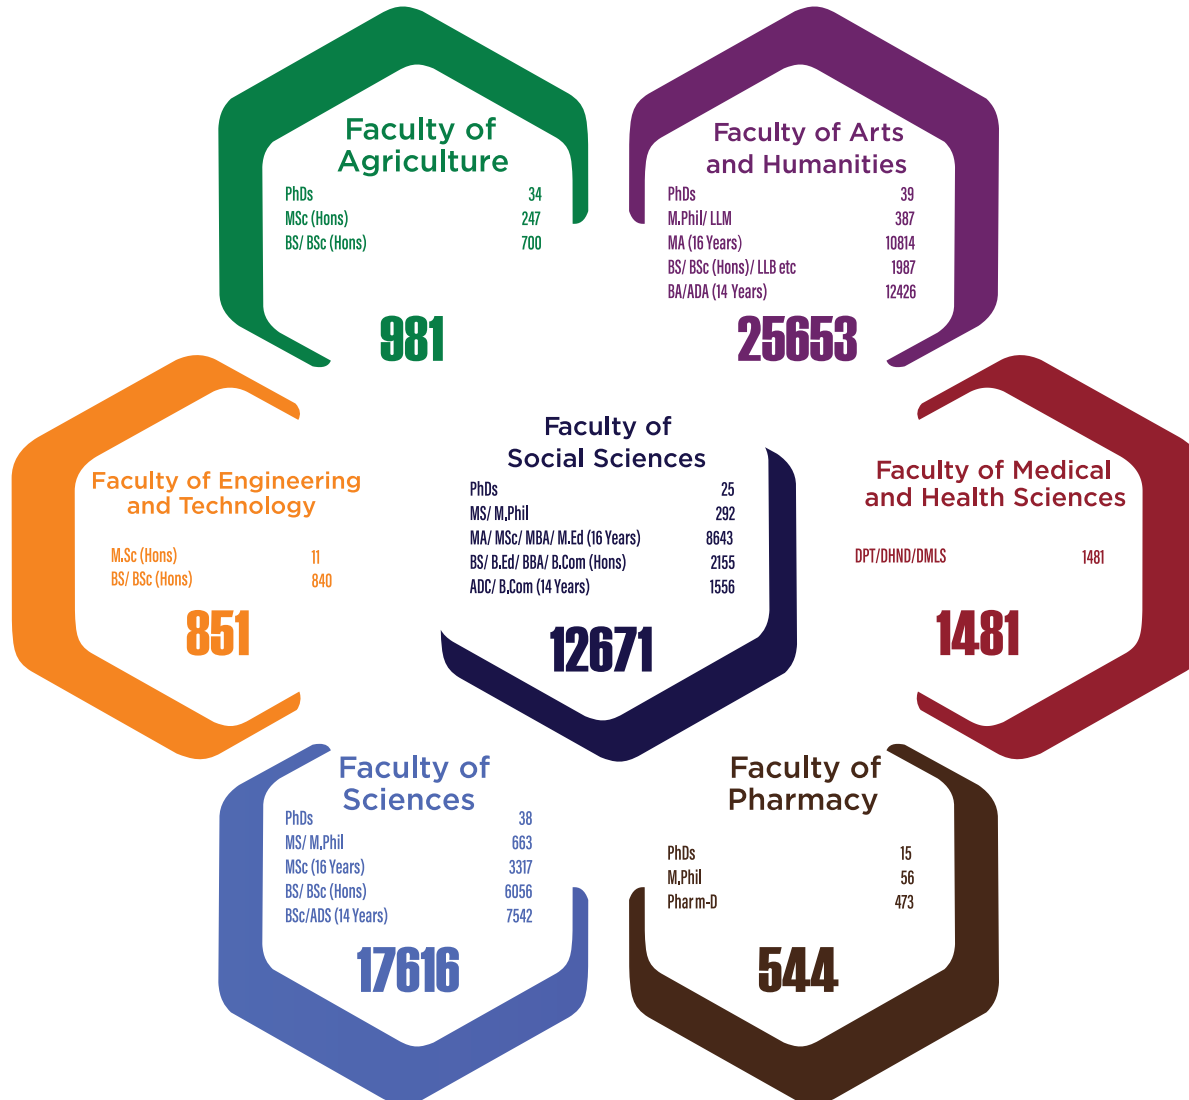 Faculty of
Agriculture
PhDs 34
MSc (Hons) 247
BS/ BSc (Hons) 700
981
Faculty of Arts
and Humanities
PhDs 39
M.Phil/ LLM 387
MA (16 Years) 10814
BS/ BSc (Hons)/ LLB etc 1987
BA/ADA (14 Years) 12426
25653
Faculty of Engineering
and Technology
M.Sc (Hons) 11
BS/ BSc (Hons) 840
851
Faculty of
Social Sciences
PhDs 25
MS/ M.Phil 292
MA/ MSc/ MBA/ M.Ed (16 Years) 8643
BS/ B.Ed/ BBA/ B.Com (Hons) 2155
ADC/ B.Com (14 Years) 1556
12671
Faculty of Medical
and Health Sciences
DPT/DHND/DMLS 1481
1481
Faculty of
Sciences
PhDs 38
MS/ M.Phil 663
MSc (16 Years) 3317
BS/ BSc (Hons) 6056
BSc/ADS (14 Years) 7542
17616
Faculty of
Pharmacy
PhDs 15
M.Phil 56
Pharm-D 473
544